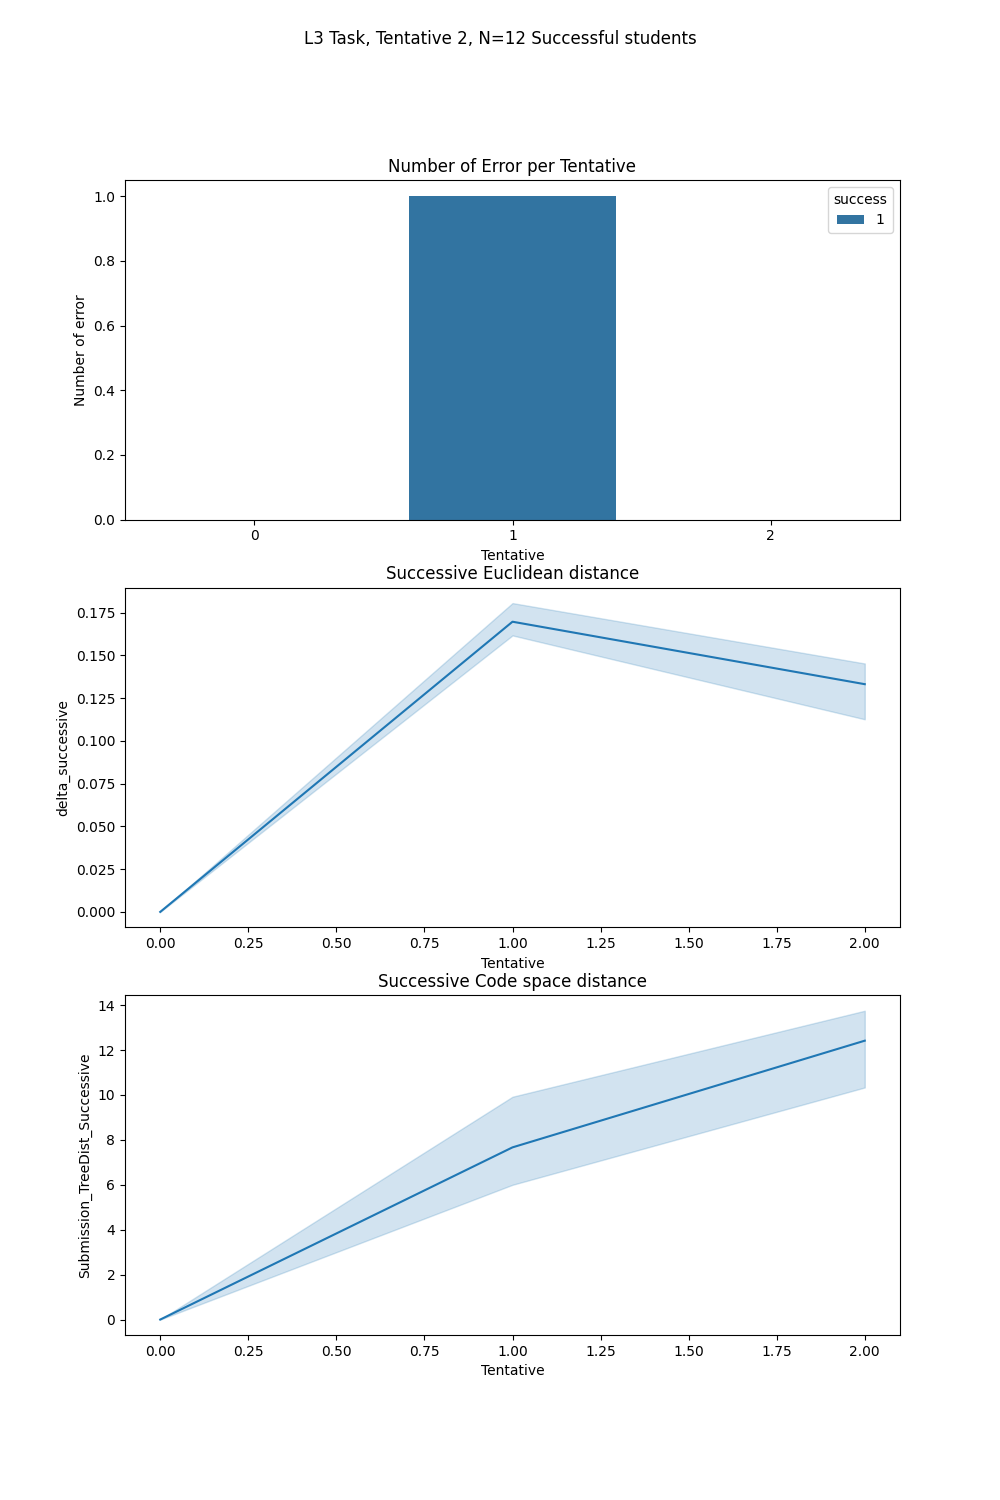 L3 Task, Tentative 2, N=12 Successful students
Number of Error per Tentative
success
1
Number of error
1.0
0.8
0.6
0.4
0.2
0.0
0 1 2
Tentative
Successive Euclidean distance
delta_successive
0.175
0.150
0.125
0.100
0.075
0.050
0.025
0.000
0.00 0.25 0.50 0.75 1.00 1.25 1.50 1.75 2.00
Tentative
Successive Code space distance
Submission_TreeDist_Successive
14
12
10
8
6
4
2
0
0.00 0.25 0.50 0.75 1.00 1.25 1.50 1.75 2.00
Tentative